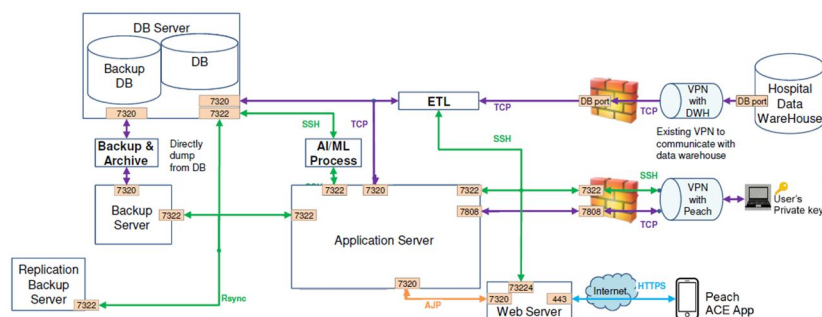 DB Server
Backup
DB
DB
7320
7320
7322
TCP
ETL
TCP
DB port
TCP
VPN
with
DWH
DB port
Hospital
Data
WareHouse
Existing VPN to
communicate with
data warehouse
Backup &
Archive
Directly
dump
from DB
SSH
TCP
AI/ML
Process
SSH
7320
Backup
Server
7322
7322
7320
7322
7322
7808
Application Server
7320
7322
SSH
7808
TCP
VPN
with
Peach
User's
Private key
Replication
Backup
Server
7322
Rsync
AJP
73224
7320
443
Web Server
Internet
HTTPS
Peach
ACE App